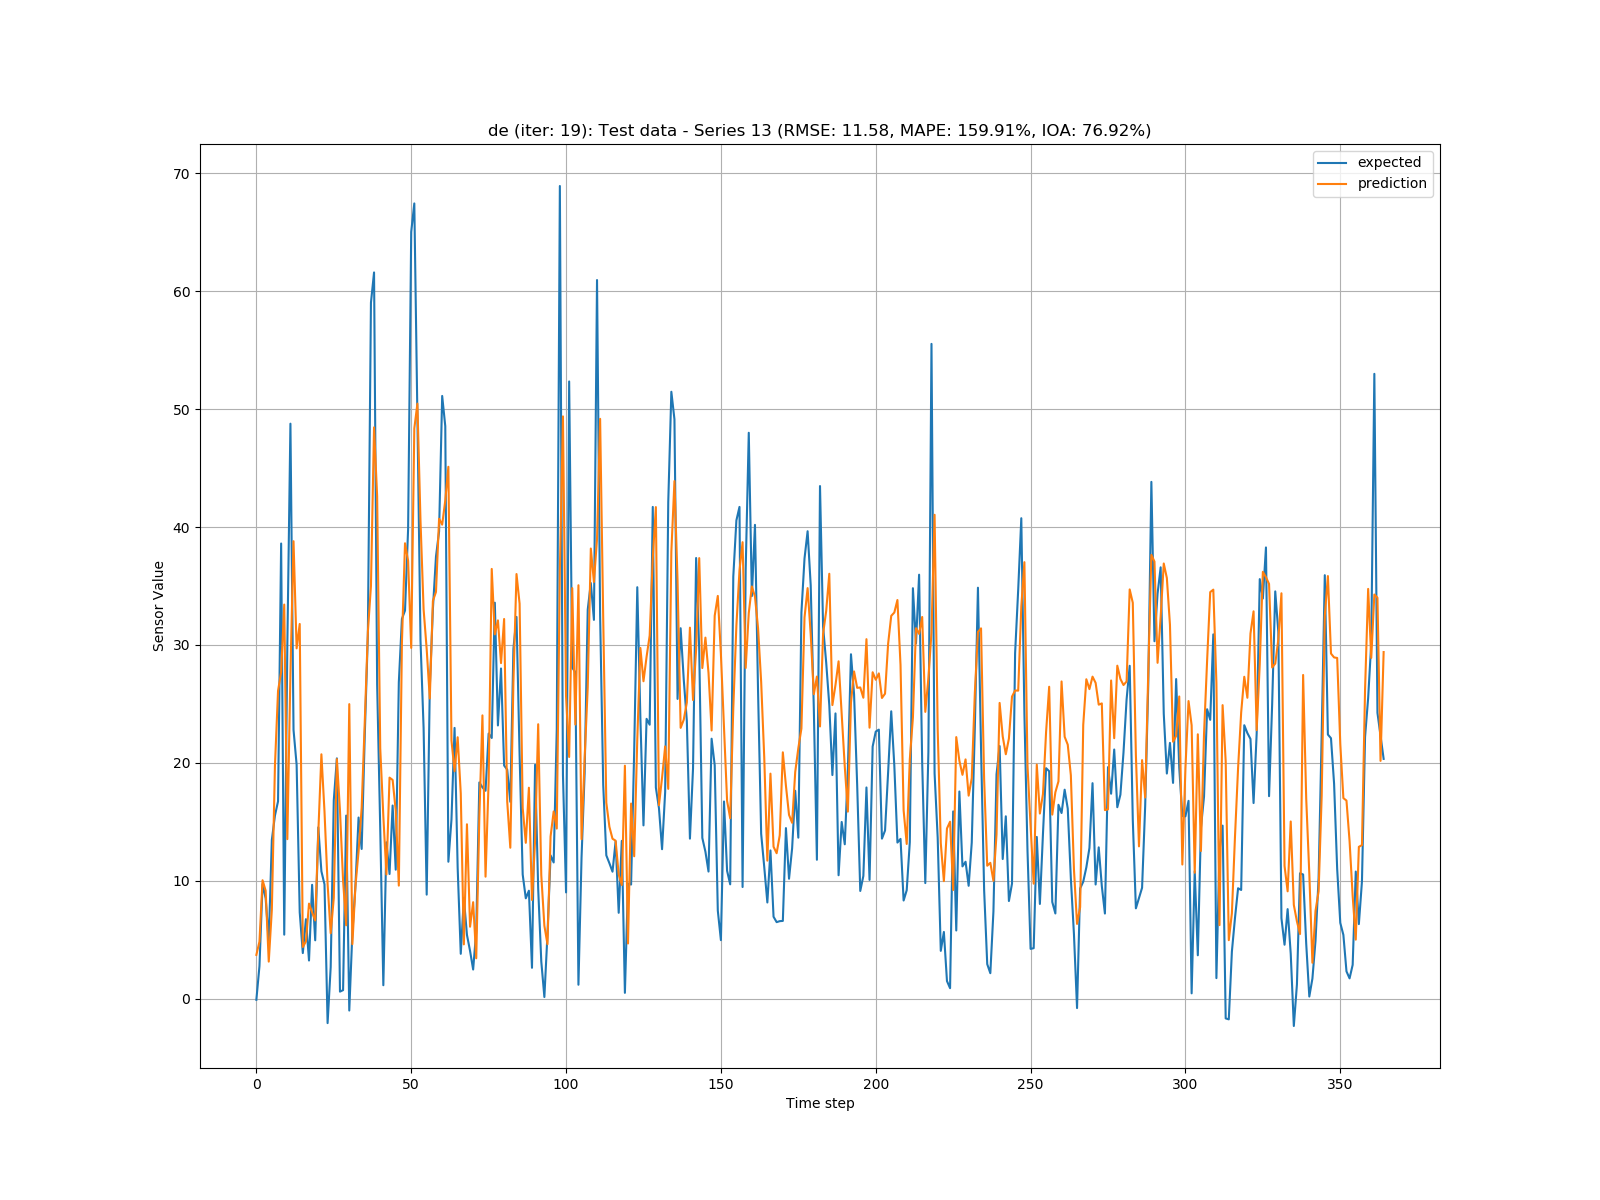 de (iter: 19): Test data - Series 13 (RMSE: 11.58, MAPE: 159.91%, IOA: 76.92%)
expected
prediction
70
60
50
40
30
20
10
0
Sensor Value
0 50 100 150 200 250 300 350
Time step